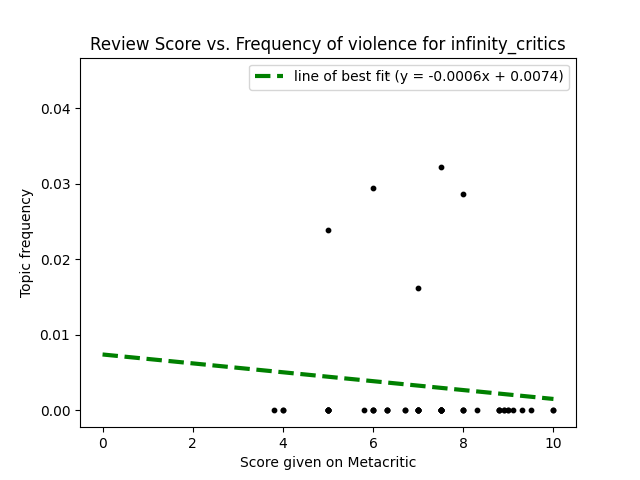 Review Score vs. Frequency of violence for infinity_critics
line of best fit (y = -0.0006x + 0.0074)
0.04
0.03
0.02
0.01
0.00
Topic frequency
0 2 4 6 8 10
Score given on Metacritic